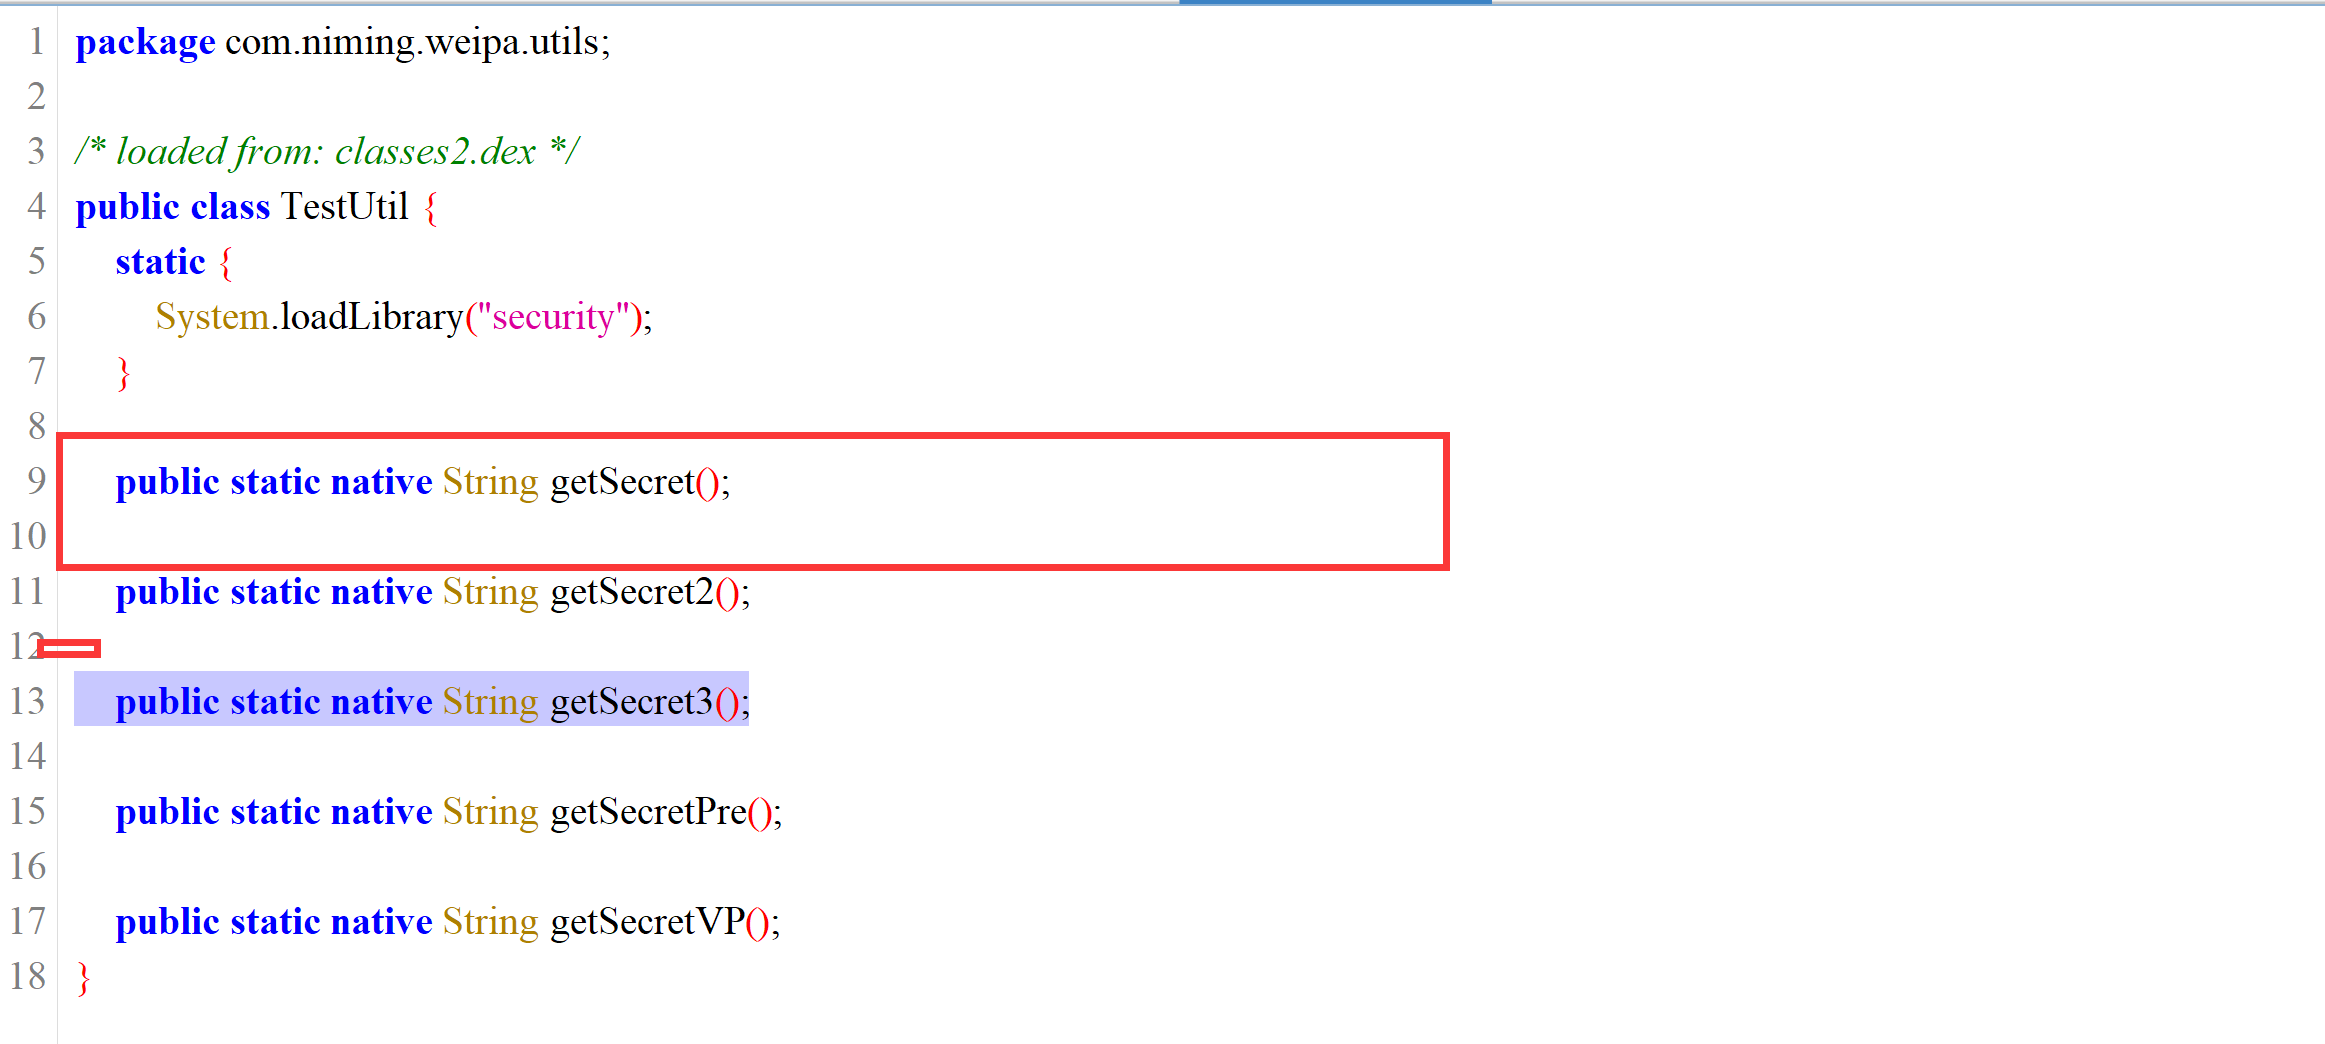 1 package com.niming.weipa.utils;
2
3 /* loaded from: classes2.dex */
4 public class TestUtil {
5 static {
6 System.loadLibrary("security");
7 }
8
9 public static native String getSecret();
10
11 public static native String getSecret2();
12
13 public static native String getSecret3();
14
15 public static native String getSecretPre();
16
17 public static native String getSecretVP();
18 }